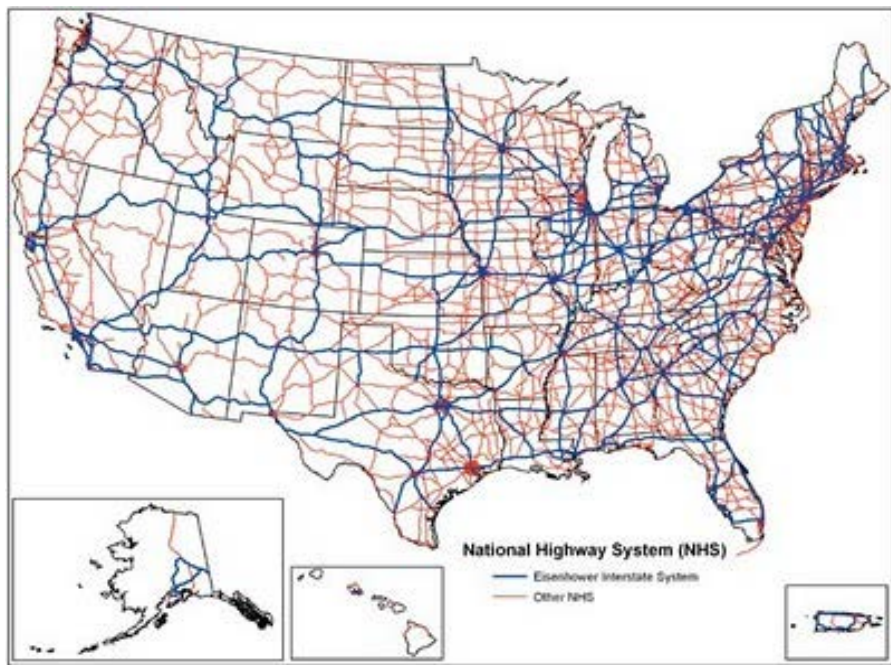 National Highway System (NHS)
Eisenhower Interstate System
Other NHS